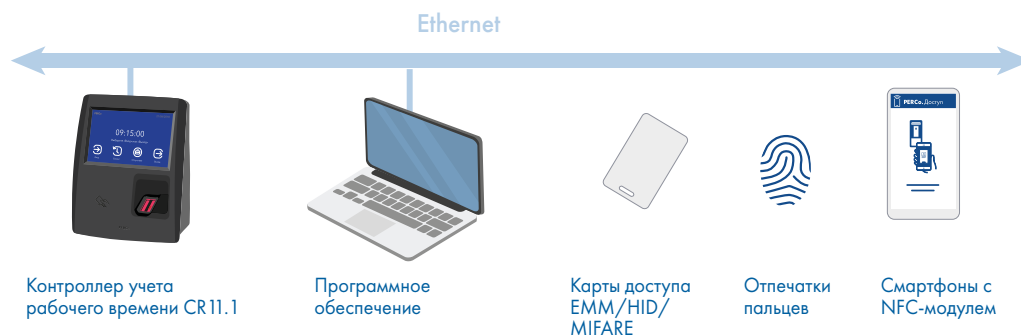 Ethernet
09:15:00
PERCo.Доступ
Контроллер учета
рабочего времени CR11.1
Программное
обеспечение
Карты доступа
EMM/HID/
MIFARE
Отпечатки
пальцев
Смартфоны с
NFC-модулем